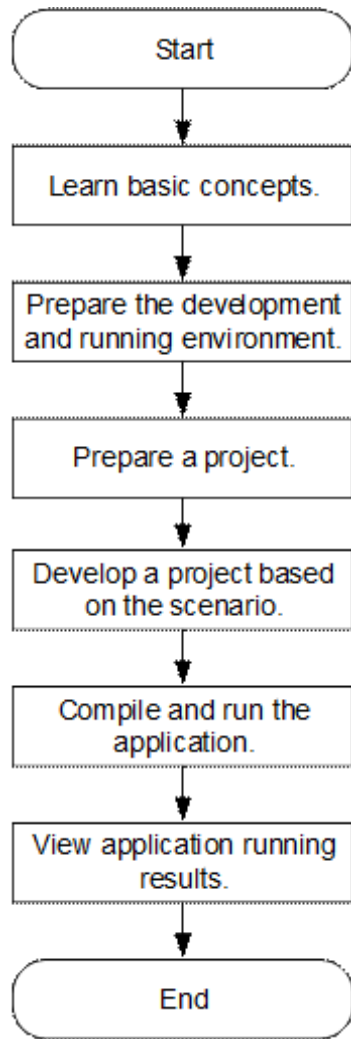 Start
Learn basic concepts.
Prepare the development
and running environment.
Prepare a project.
Develop a project based
on the scenario.
Compile and run the
application.
View application running
results.
End